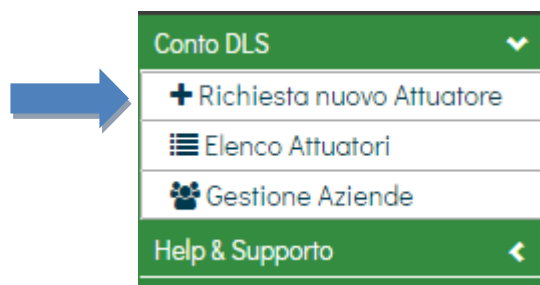 Conto DLS
Richiesta nuovo Attuatore
Elenco Attuatori
Gestione Aziende
Help & Supporto